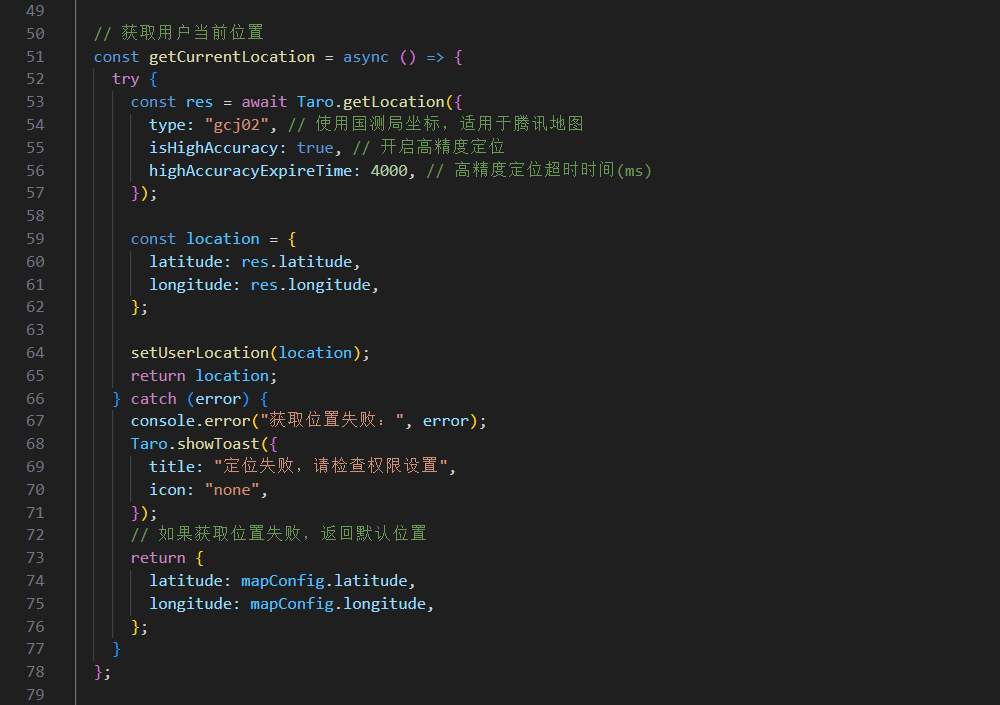 49
50 // 获取用户当前位置
51 const getCurrentLocation = async () => {
52 try {
53 const res = await Taro.getLocation({
54 type: "gcj02", // 使用国测局坐标，适用于腾讯地图
55 isHighAccuracy: true, // 开启高精度定位
56 highAccuracyExpireTime: 4000, // 高精度定位超时时间(ms)
57 });
58
59 const location = {
60 latitude: res.latitude,
61 longitude: res.longitude,
62 };
63
64 setUserLocation(location);
65 return location;
66 } catch (error) {
67 console.error("获取位置失败：", error);
68 Taro.showToast({
69 title: "定位失败，请检查权限设置",
70 icon: "none",
71 });
72 // 如果获取位置失败，返回默认位置
73 return {
74 latitude: mapConfig.latitude,
75 longitude: mapConfig.longitude,
76 };
77 }
78 };
79